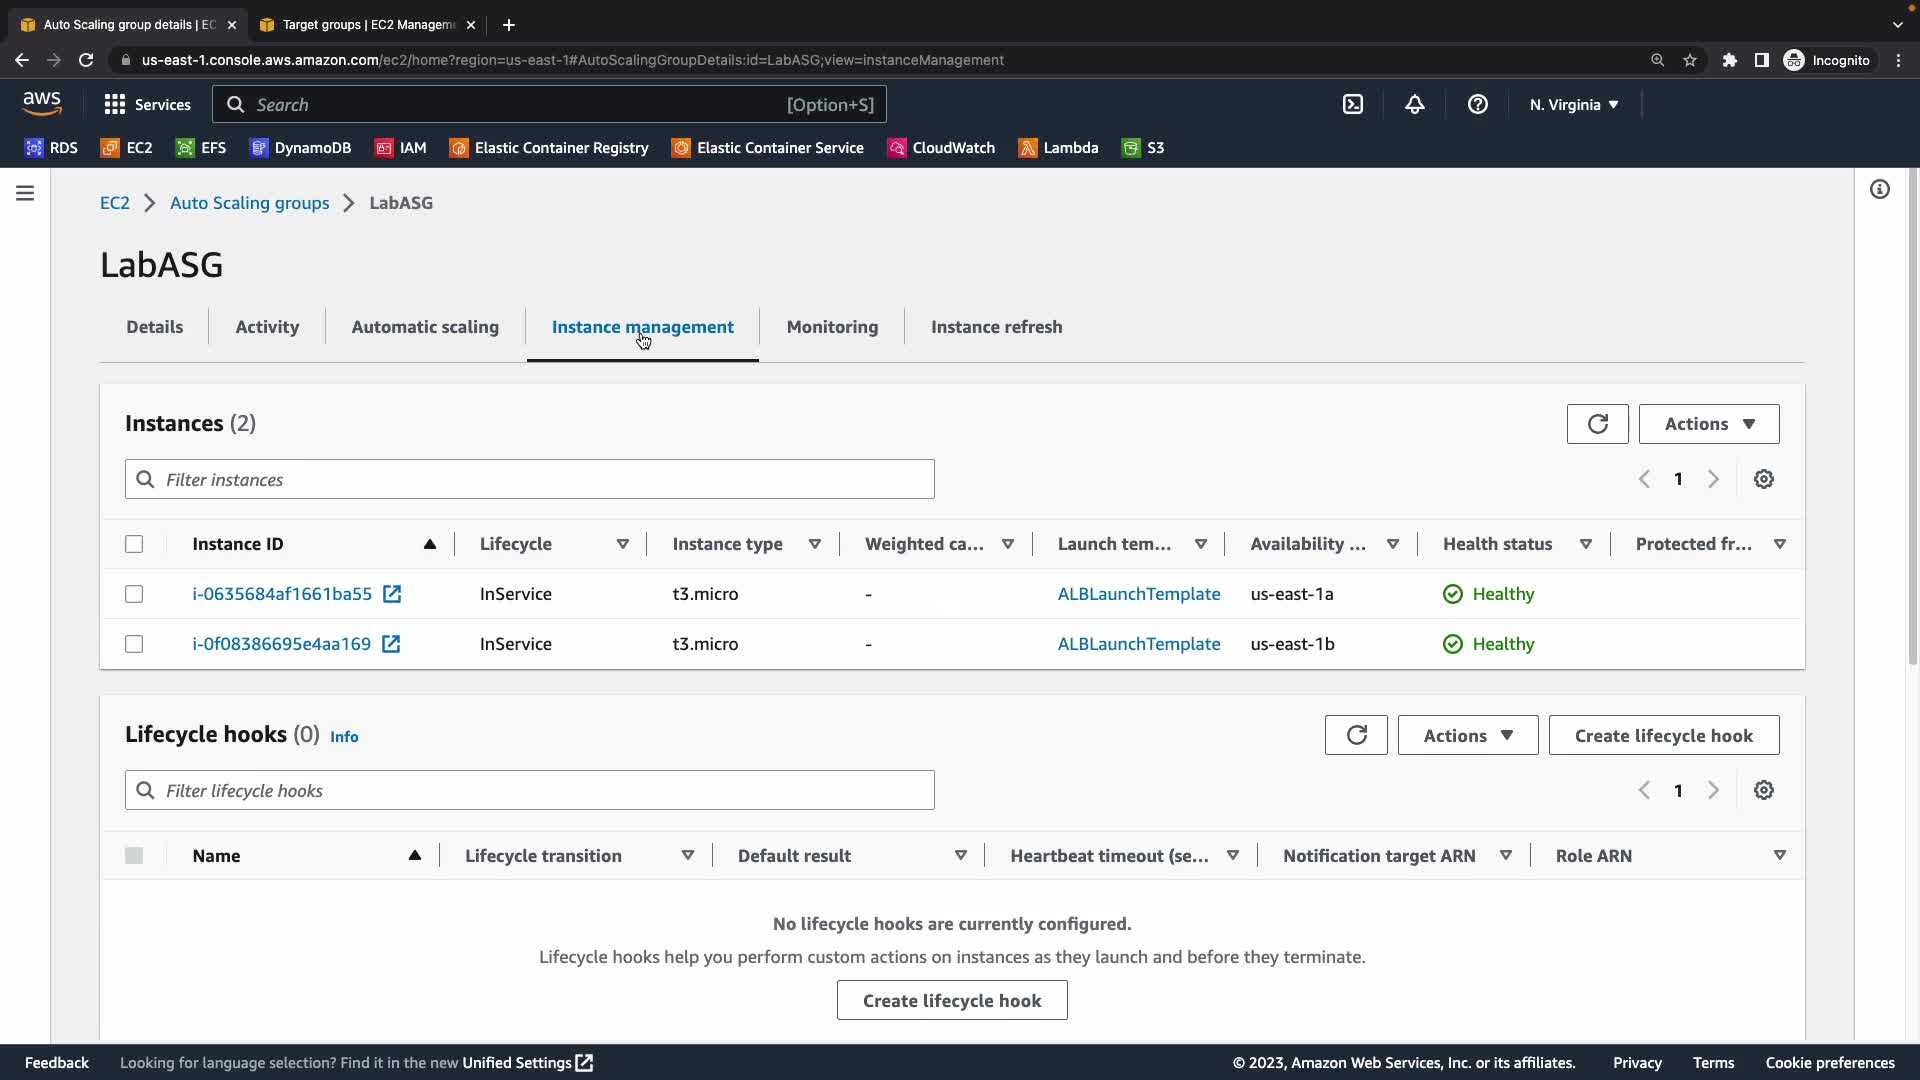 Auto Scaling group details | EC
Target groups | EC2 Managem
us-east-1.console.aws.amazon.com/ec2/home?region=us-east-1#AutoScalingGroupDetails:id=LabASG;view=instanceManagement
Incognito
aws
Services
Search
[Option+S]
N. Virginia
RDS
EC2
EFS
DynamoDB
IAM
Elastic Container Registry
Elastic Container Service
CloudWatch
Lambda
S3
EC2
Auto Scaling groups
LabASG
LabASG
Details
Activity
Automatic scaling
Instance management
Monitoring
Instance refresh
Instances (2)
Actions
Filter instances
1
Instance ID
Lifecycle
Instance type
Weighted ca...
Launch tem...
Availability ...
Health status
Protected fr...
i-0635684af1661ba55
InService
t3.micro
-
ALBLaunchTemplate
us-east-1a
Healthy
i-0f08386695e4aa169
InService
t3.micro
-
ALBLaunchTemplate
us-east-1b
Healthy
Lifecycle hooks (0) Info
Actions
Create lifecycle hook
Filter lifecycle hooks
1
Name
Lifecycle transition
Default result
Heartbeat timeout (se...
Notification target ARN
Role ARN
No lifecycle hooks are currently configured.
Lifecycle hooks help you perform custom actions on instances as they launch and before they terminate.
Create lifecycle hook
Feedback
Looking for language selection? Find it in the new Unified Settings
© 2023, Amazon Web Services, Inc. or its affiliates.
Privacy
Terms
Cookie preferences